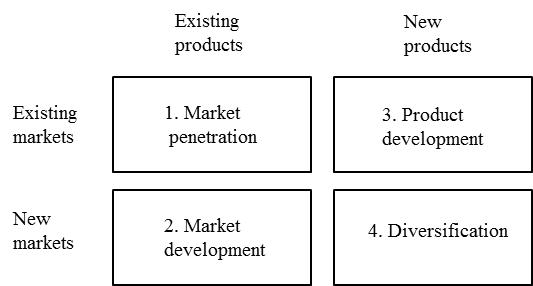 Existing
products
New
products
Existing
markets
1. Market
penetration
3. Product
development
New
markets
2. Market
development
4. Diversification